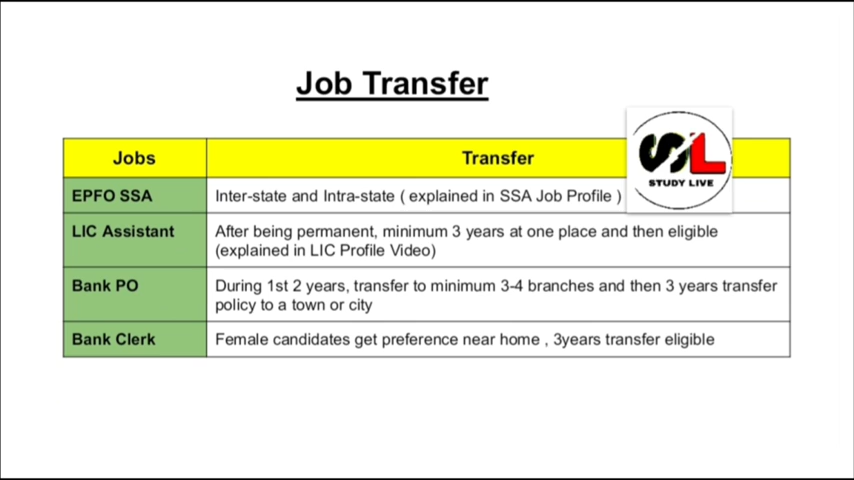 Job Transfer
Jobs Transfer
SL
STUDY LIVE
EPFO SSA Inter-state and Intra-state ( explained in SSA Job Profile )
LIC Assistant After being permanent, minimum 3 years at one place and then eligible
(explained in LIC Profile Video)
Bank PO During 1st 2 years, transfer to minimum 3-4 branches and then 3 years transfer
policy to a town or city
Bank Clerk Female candidates get preference near home , 3years transfer eligible